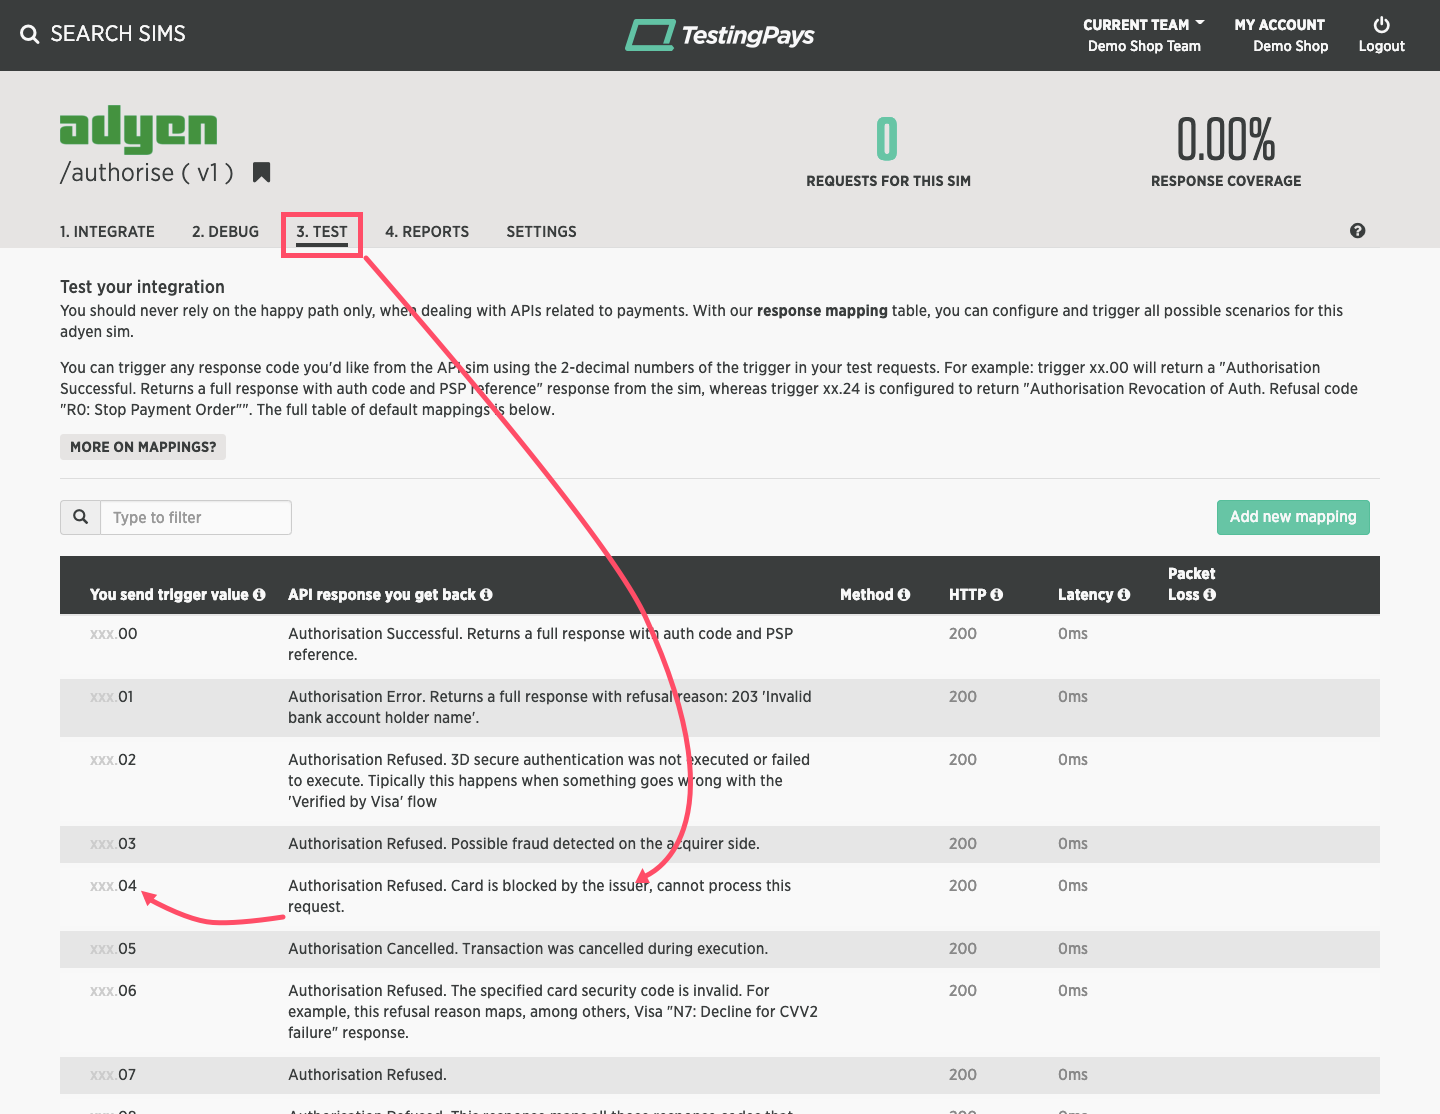 SEARCH SIMS
TestingPays
CURRENT TEAM
Demo Shop Team
MY ACCOUNT
Demo Shop
Logout
adyen
/authorise ( v1 )
0
REQUESTS FOR THIS SIM
0.00%
RESPONSE COVERAGE
1. INTEGRATE 2. DEBUG 3. TEST 4. REPORTS SETTINGS
Test your integration
You should never rely on the happy path only, when dealing with APIs related to payments. With our response mapping table, you can configure and trigger all possible scenarios for this
adyen sim.
You can trigger any response code you'd like from the API sim using the 2-decimal numbers of the trigger in your test requests. For example: trigger xx.00 will return a "Authorisation
Successful. Returns a full response with auth code and PSP reference" response from the sim, whereas trigger xx.24 is configured to return "Authorisation Revocation of Auth. Refusal code
"R0: Stop Payment Order"". The full table of default mappings is below.
MORE ON MAPPINGS?
Type to filter
Add new mapping
You send trigger value API response you get back Method HTTP Latency Packet
Loss
xxx.00 Authorisation Successful. Returns a full response with auth code and PSP 200 0ms
reference.
xxx.01 Authorisation Error. Returns a full response with refusal reason: 203 'Invalid 200 0ms
bank account holder name'.
xxx.02 Authorisation Refused. 3D secure authentication was not executed or failed 200 0ms
to execute. Tipically this happens when something goes wrong with the
'Verified by Visa' flow
xxx.03 Authorisation Refused. Possible fraud detected on the acquirer side. 200 0ms
xxx.04 Authorisation Refused. Card is blocked by the issuer, cannot process this 200 0ms
request.
xxx.05 Authorisation Cancelled. Transaction was cancelled during execution. 200 0ms
xxx.06 Authorisation Refused. The specified card security code is invalid. For 200 0ms
example, this refusal reason maps, among others, Visa "N7: Decline for CVV2
failure" response.
xxx.07 Authorisation Refused. 200 0ms